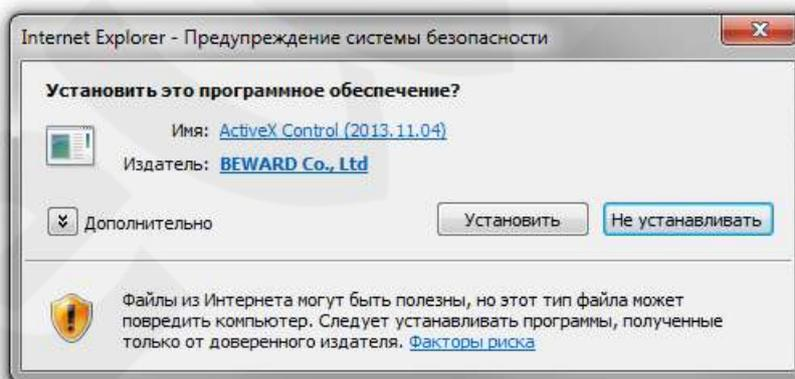 Internet Explorer - Предупреждение системы безопасности
Установить это программное обеспечение?
Имя: ActiveX Control (2013.11.04)
Издатель: BEWARD Co., Ltd
Дополнительно
Установить
Не устанавливать
Файлы из Интернета могут быть полезны, но этот тип файла может
повредить компьютер. Следует устанавливать программы, полученные
только от доверенного издателя. Факторы риска